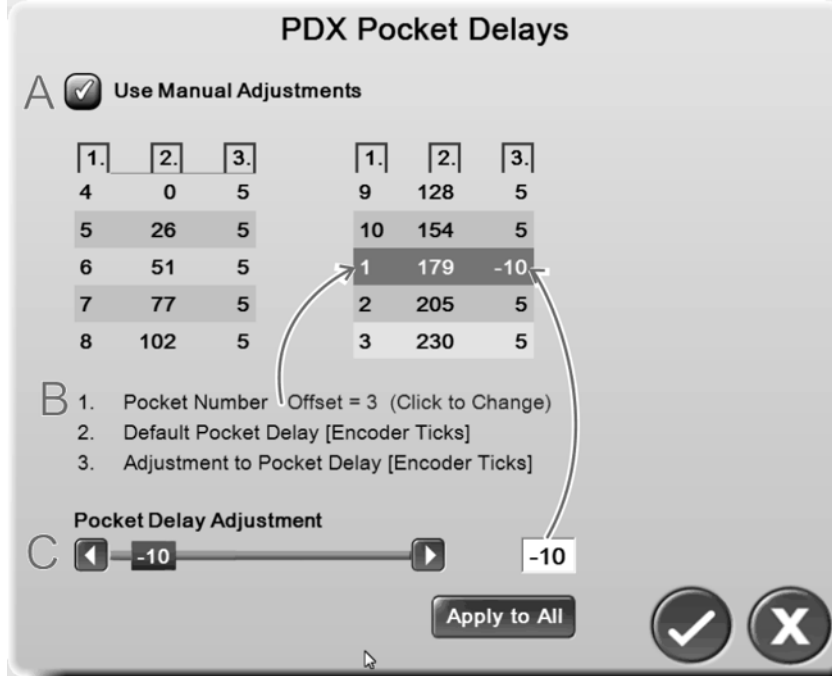 PDX Pocket Delays
A Use Manual Adjustments
1. 2. 3. 1. 2. 3.
4 0 5 9 128 5
5 26 5 10 154 5
6 51 5 1 179 -10
7 77 5 2 205 5
8 102 5 3 230 5
B 1. Pocket Number Offset = 3 (Click to Change)
2. Default Pocket Delay [Encoder Ticks]
3. Adjustment to Pocket Delay [Encoder Ticks]
Pocket Delay Adjustment
C -10 -10
Apply to All
X